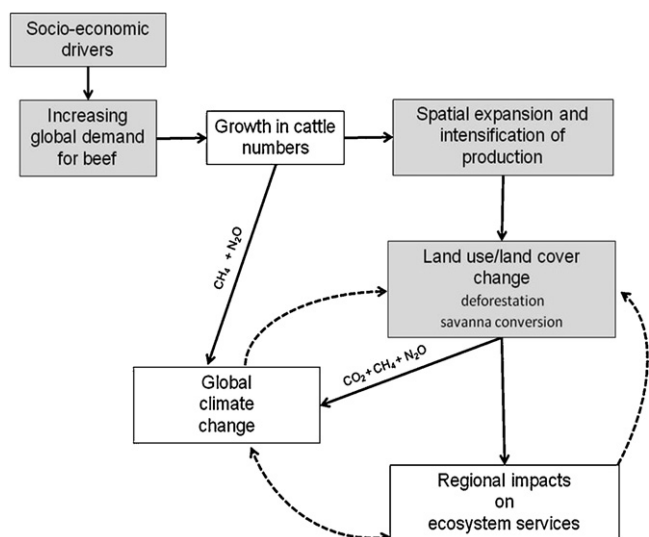 Socio-economic
drivers
Increasing
global demand
for beef
Growth in cattle
numbers
Spatial expansion and
intensification of
production
CH₄ + N₂O
Land use/land cover
change
deforestation
savanna conversion
CO₂+CH₄+ N₂O
Global
climate
change
Regional impacts
on
ecosystem services